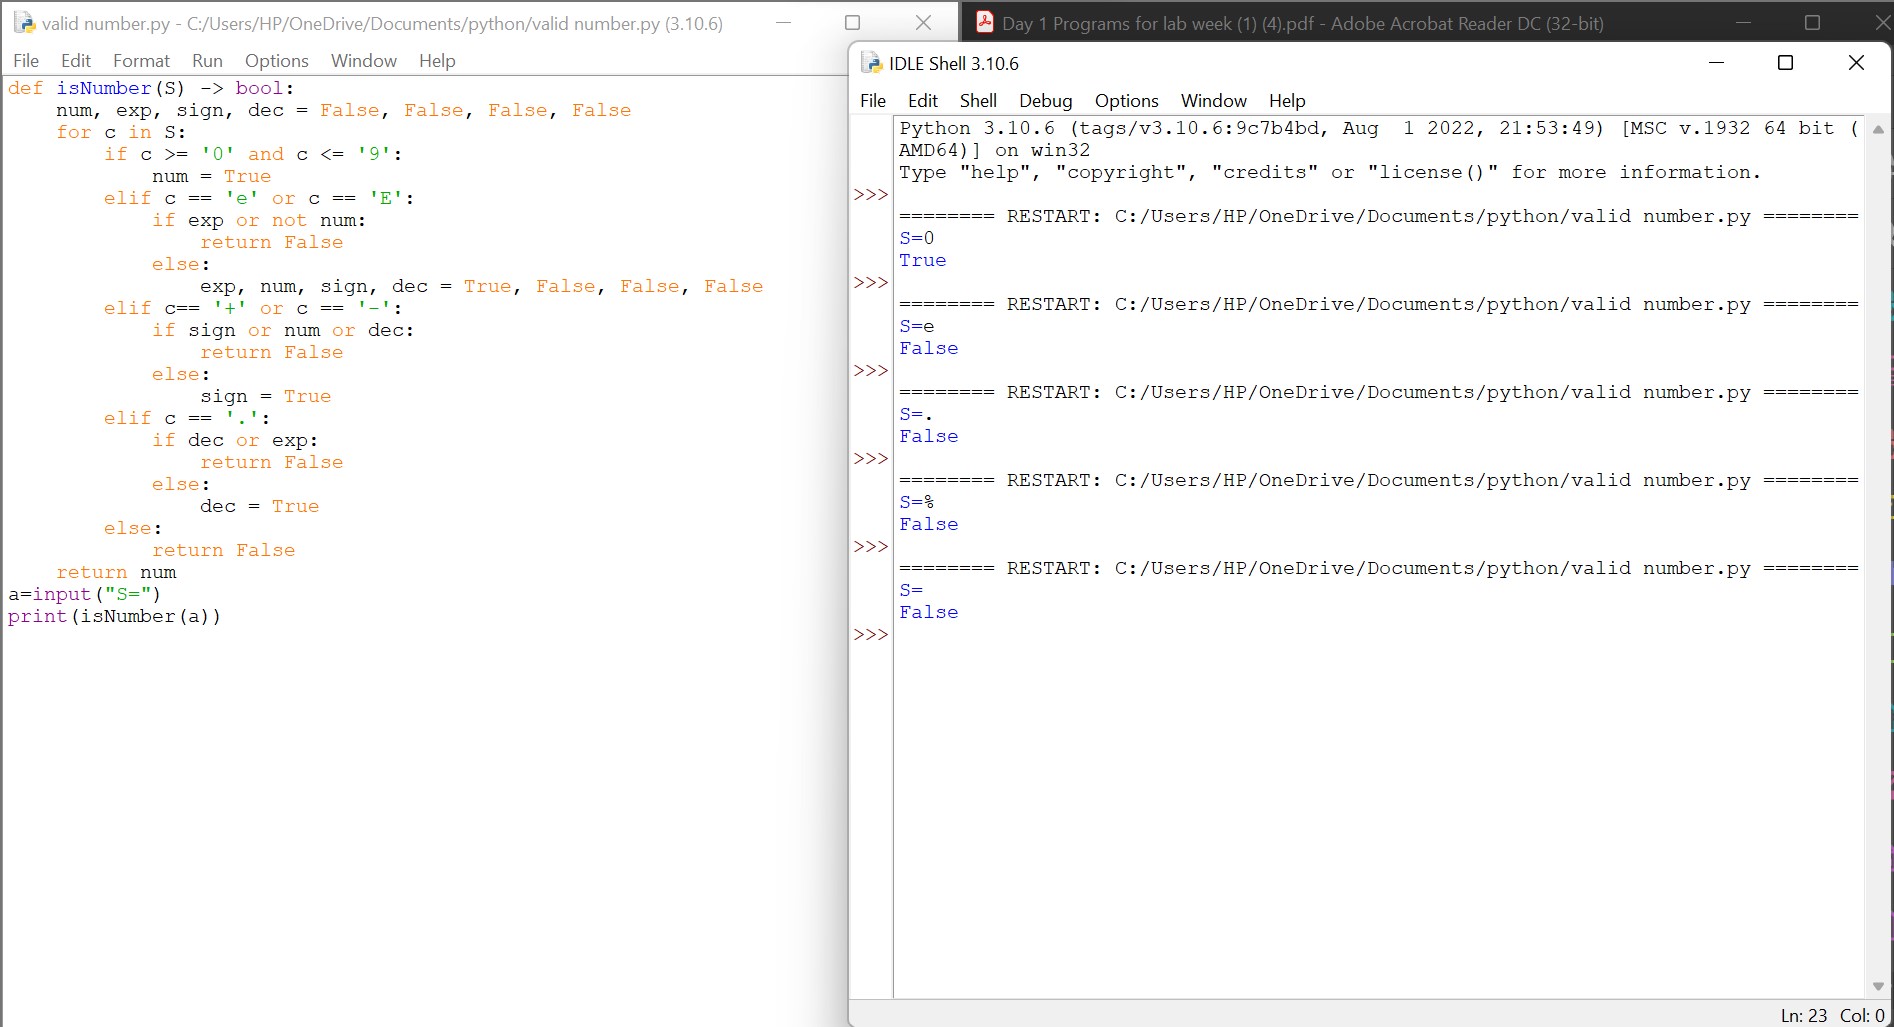 valid number.py - C:/Users/HP/OneDrive/Documents/python/valid number.py (3.10.6)
File Edit Format Run Options Window Help
def isNumber(S) -> bool:
    num, exp, sign, dec = False, False, False, False
    for c in S:
        if c >= '0' and c <= '9':
            num = True
        elif c == 'e' or c == 'E':
            if exp or not num:
                return False
            else:
                exp, num, sign, dec = True, False, False, False
        elif c== '+' or c == '-':
            if sign or num or dec:
                return False
            else:
                sign = True
        elif c == '.':
            if dec or exp:
                return False
            else:
                dec = True
        else:
            return False
    return num
a=input("S=")
print(isNumber(a))
Day 1 Programs for lab week (1) (4).pdf - Adobe Acrobat Reader DC (32-bit)
IDLE Shell 3.10.6
File Edit Shell Debug Options Window Help
Python 3.10.6 (tags/v3.10.6:9c7b4bd, Aug  1 2022, 21:53:49) [MSC v.1932 64 bit (
AMD64)] on win32
Type "help", "copyright", "credits" or "license()" for more information.
>>>
======== RESTART: C:/Users/HP/OneDrive/Documents/python/valid number.py ========
S=0
True
>>>
======== RESTART: C:/Users/HP/OneDrive/Documents/python/valid number.py ========
S=e
False
>>>
======== RESTART: C:/Users/HP/OneDrive/Documents/python/valid number.py ========
S=.
False
>>>
======== RESTART: C:/Users/HP/OneDrive/Documents/python/valid number.py ========
S=%
False
>>>
======== RESTART: C:/Users/HP/OneDrive/Documents/python/valid number.py ========
S=
False
>>>
Ln: 23 Col: 0